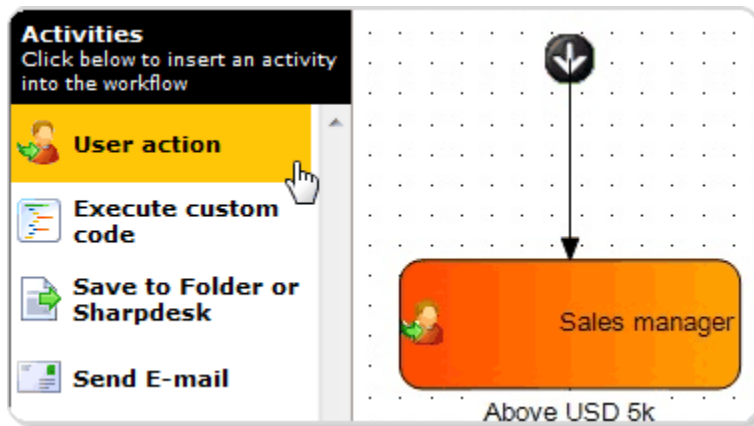 Activities
Click below to insert an activity
into the workflow
User action
Execute custom
code
Save to Folder or
Sharpdesk
Send E-mail
Sales manager
Above USD 5k